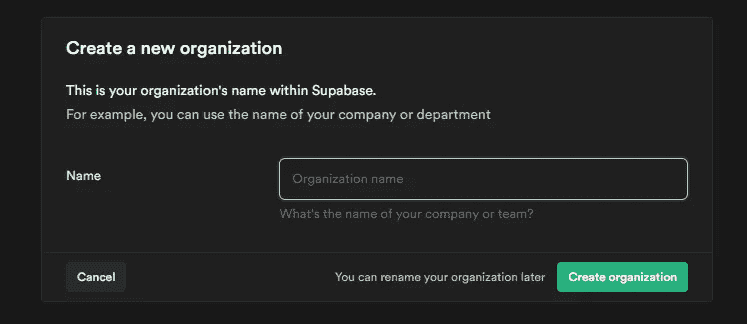 Create a new organization
This is your organization's name within Supabase.
For example, you can use the name of your company or department
Name
Organization name
What's the name of your company or team?
Cancel
You can rename your organization later
Create organization